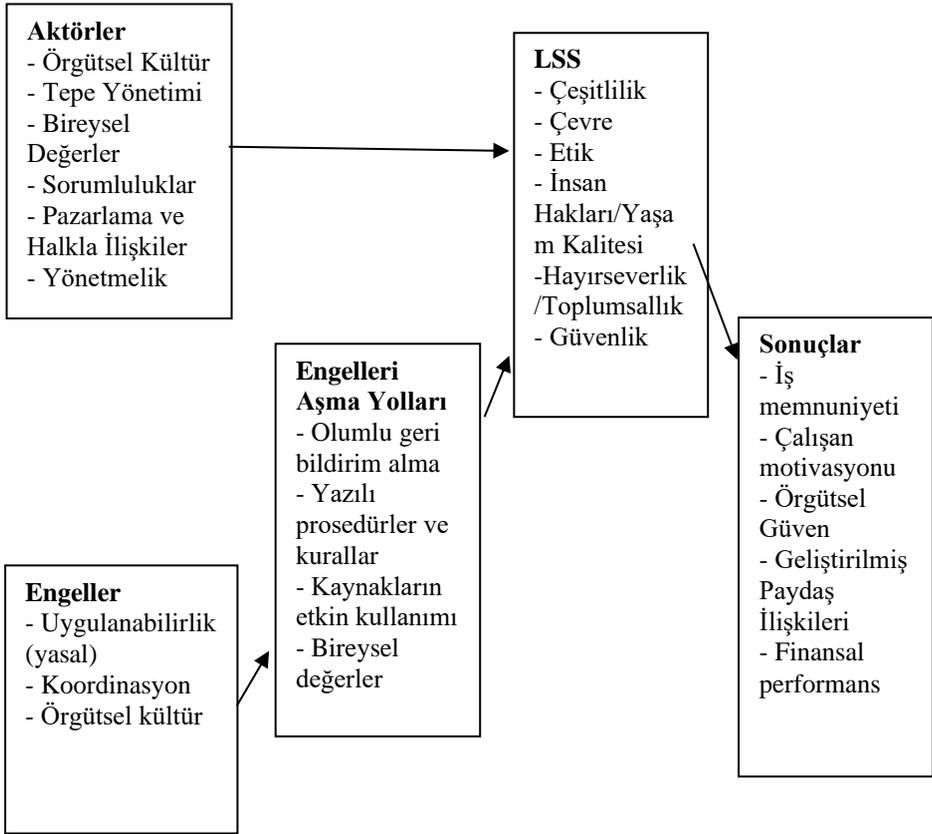 Aktörler
- Örgütsel Kültür
- Tepe Yönetimi
- Bireysel
Değerler
- Sorumluluklar
- Pazarlama ve
Halkla İlişkiler
- Yönetmelik
LSS
- Çeşitlilik
- Çevre
- Etik
- İnsan
Hakları/Yaşa
m Kalitesi
-Hayırseverlik
/Toplumsallık
- Güvenlik
Engelleri
Aşma Yolları
- Olumlu geri
bildirim alma
- Yazılı
prosedürler ve
kurallar
- Kaynakların
etkin kullanımı
- Bireysel
değerler
Engeller
- Uygulanabilirlik
(yasal)
- Koordinasyon
- Örgütsel kültür
Sonuçlar
- İş
memnuniyeti
- Çalışan
motivasyonu
- Örgütsel
Güven
- Geliştirilmiş
Paydaş
İlişkileri
- Finansal
performans